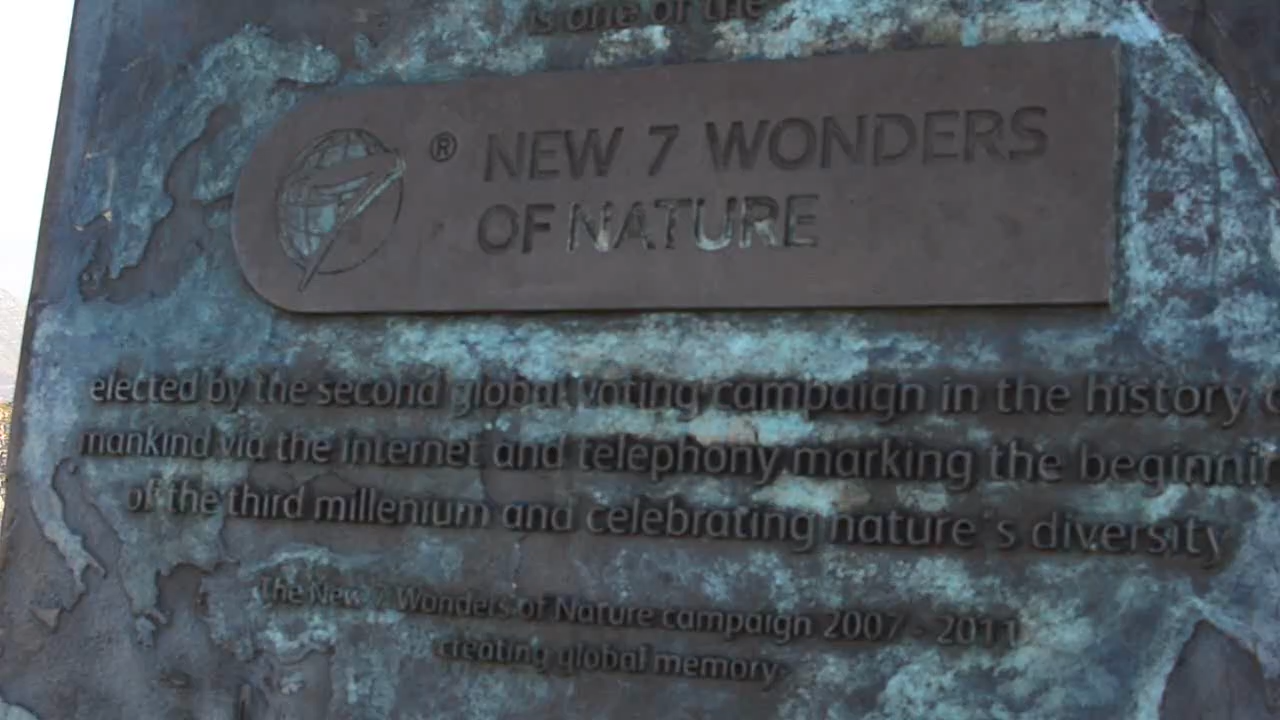 is one of the
® NEW 7 WONDERS
OF NATURE
elected by the second global voting campaign in the history
mankind via the internet and telephony marking the beginnin
of the third millenium and celebrating nature's diversity
The New 7 Wonders of Nature campaign 2007 - 2011
creating global memory